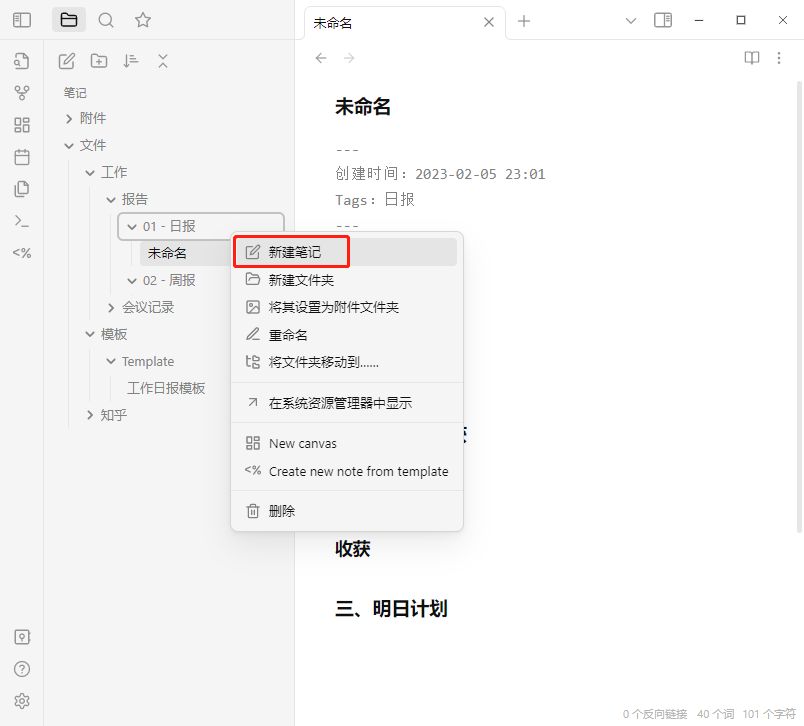 未命名
笔记
附件
文件
工作
报告
01 - 日报
未命名
02 - 周报
会议记录
模板
Template
工作日报模板
知乎
<%
新建笔记
新建文件夹
将其设置为附件文件夹
重命名
将文件夹移动到......
在系统资源管理器中显示
New canvas
<% Create new note from template
删除
未命名
---
创建时间：2023-02-05 23:01
Tags：日报
---
收获
三、明日计划
0 个反向链接 40 个词 101 个字符